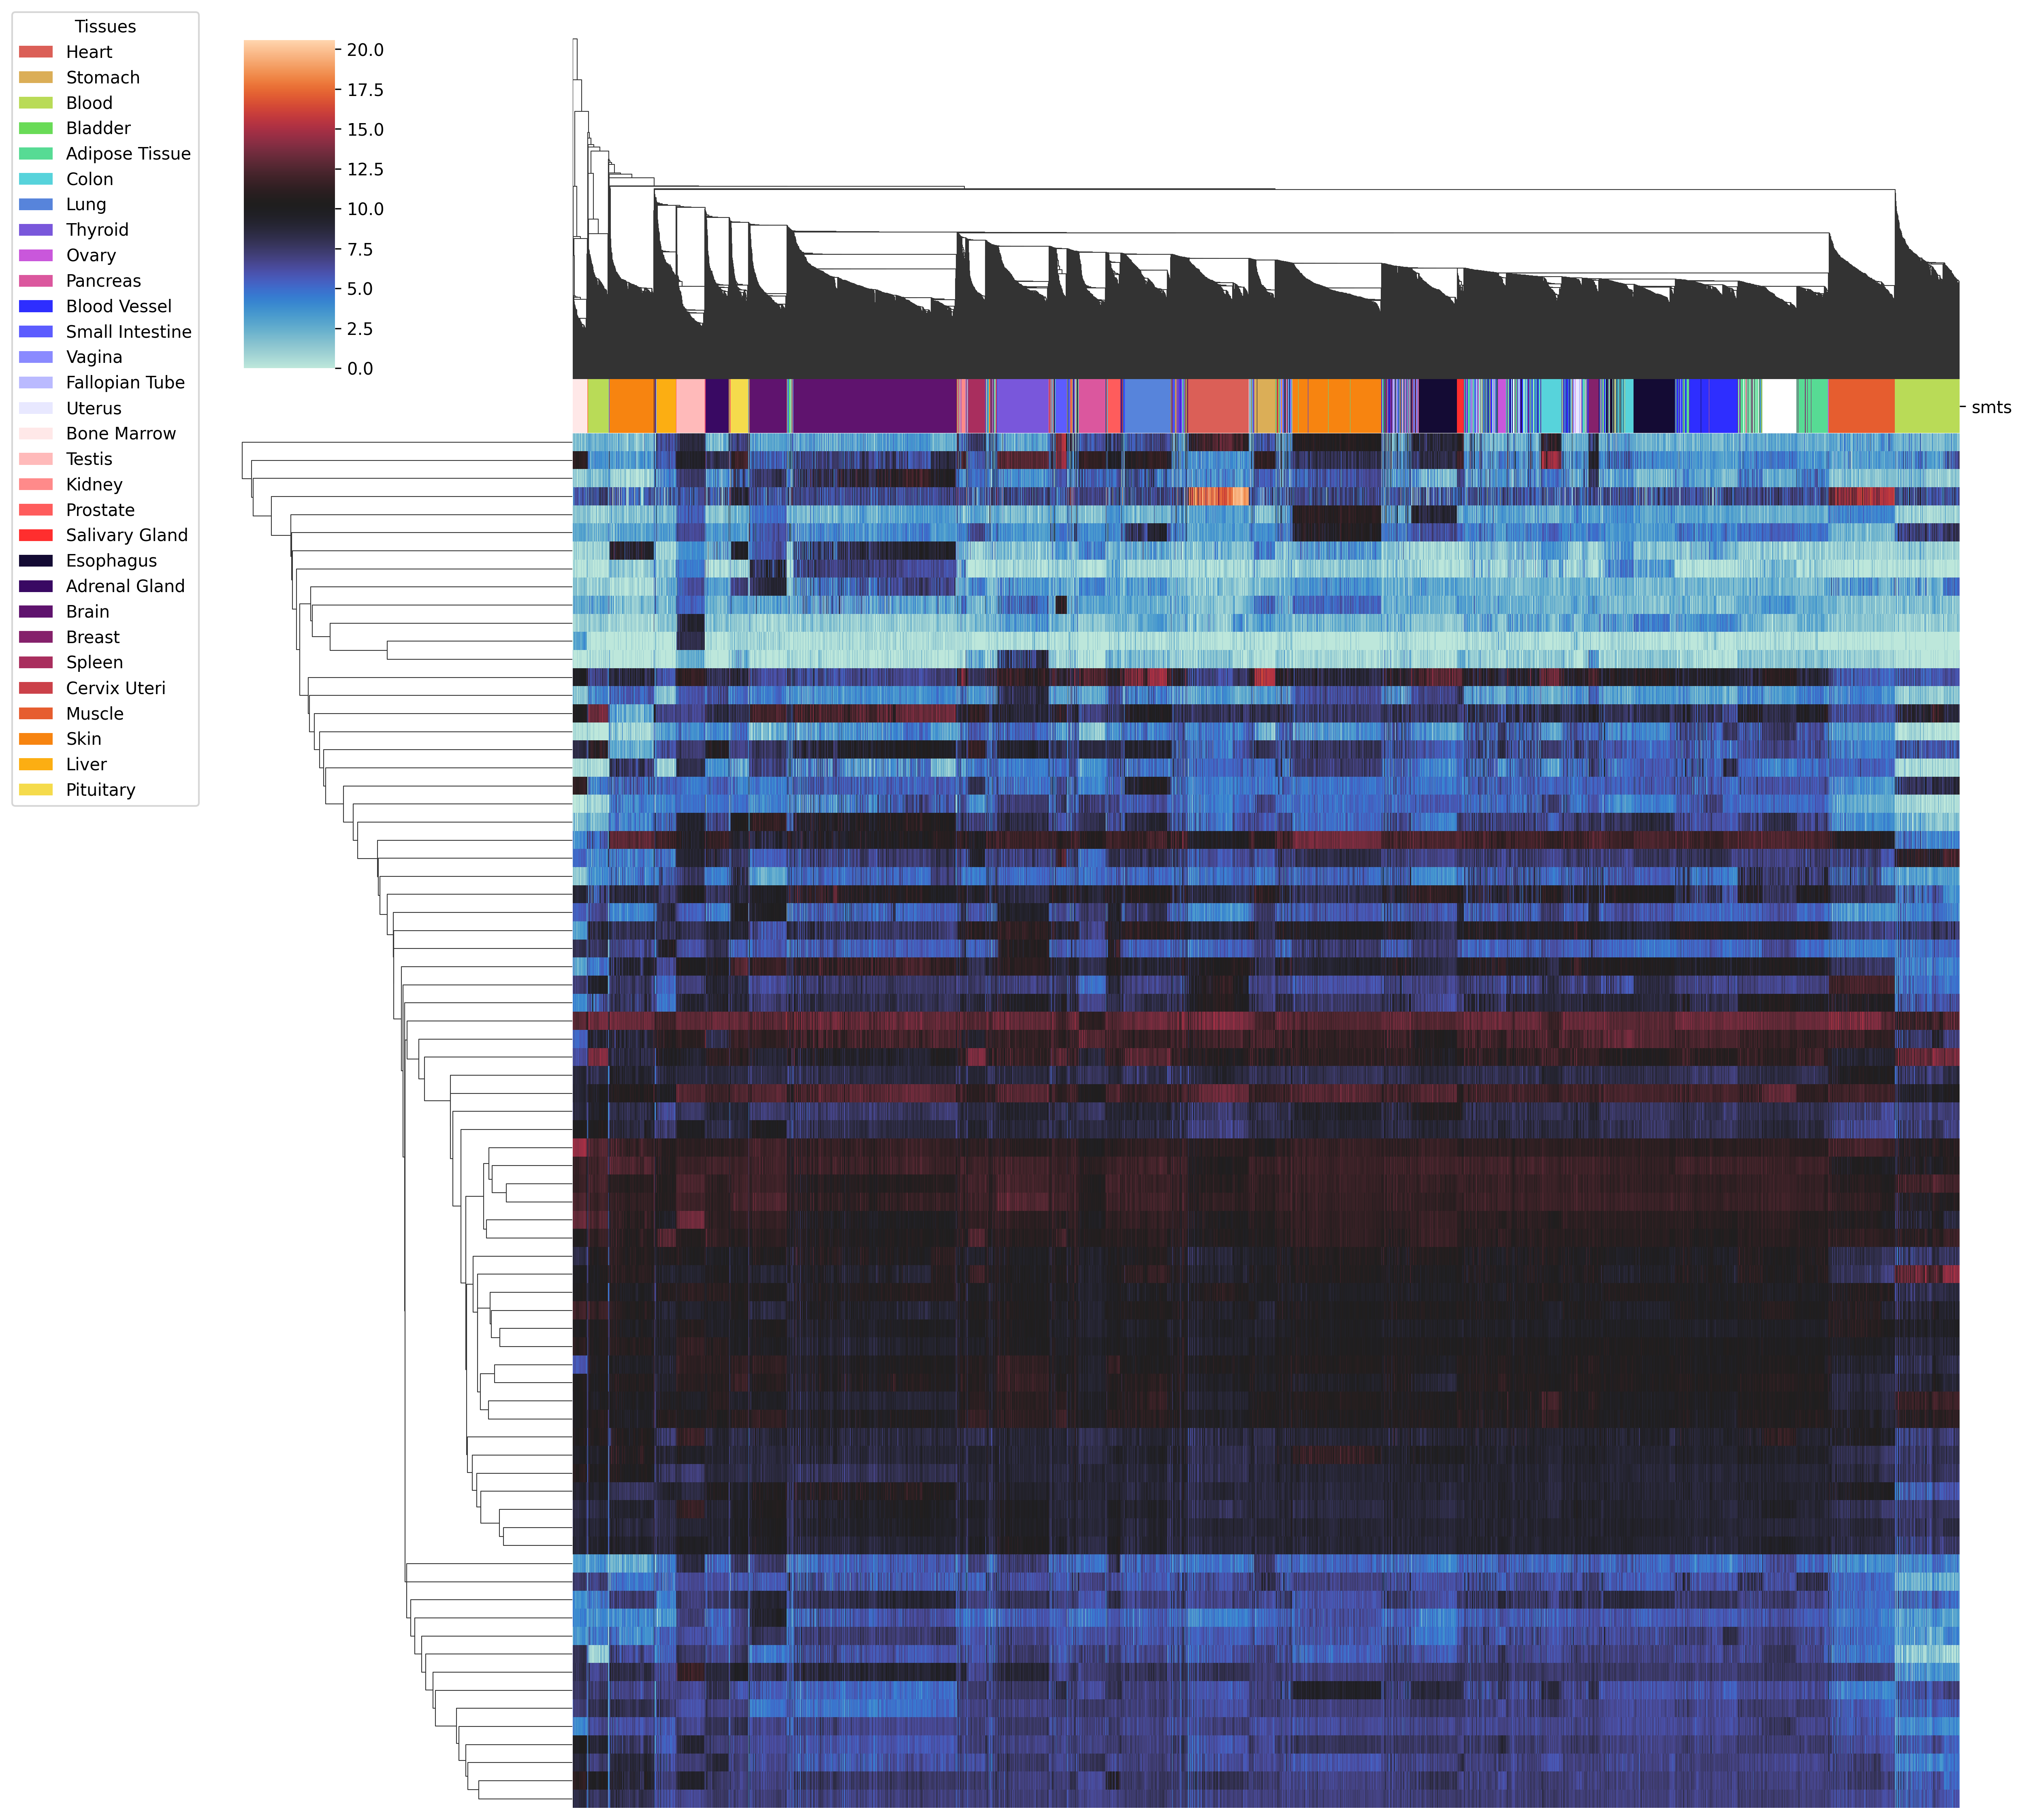 Tissues
Heart
Stomach
Blood
Bladder
Adipose Tissue
Colon
Lung
Thyroid
Ovary
Pancreas
Blood Vessel
Small Intestine
Vagina
Fallopian Tube
Uterus
Bone Marrow
Testis
Kidney
Prostate
Salivary Gland
Esophagus
Adrenal Gland
Brain
Breast
Spleen
Cervix Uteri
Muscle
Skin
Liver
Pituitary
20.0
17.5
15.0
12.5
10.0
7.5
5.0
2.5
0.0
smts